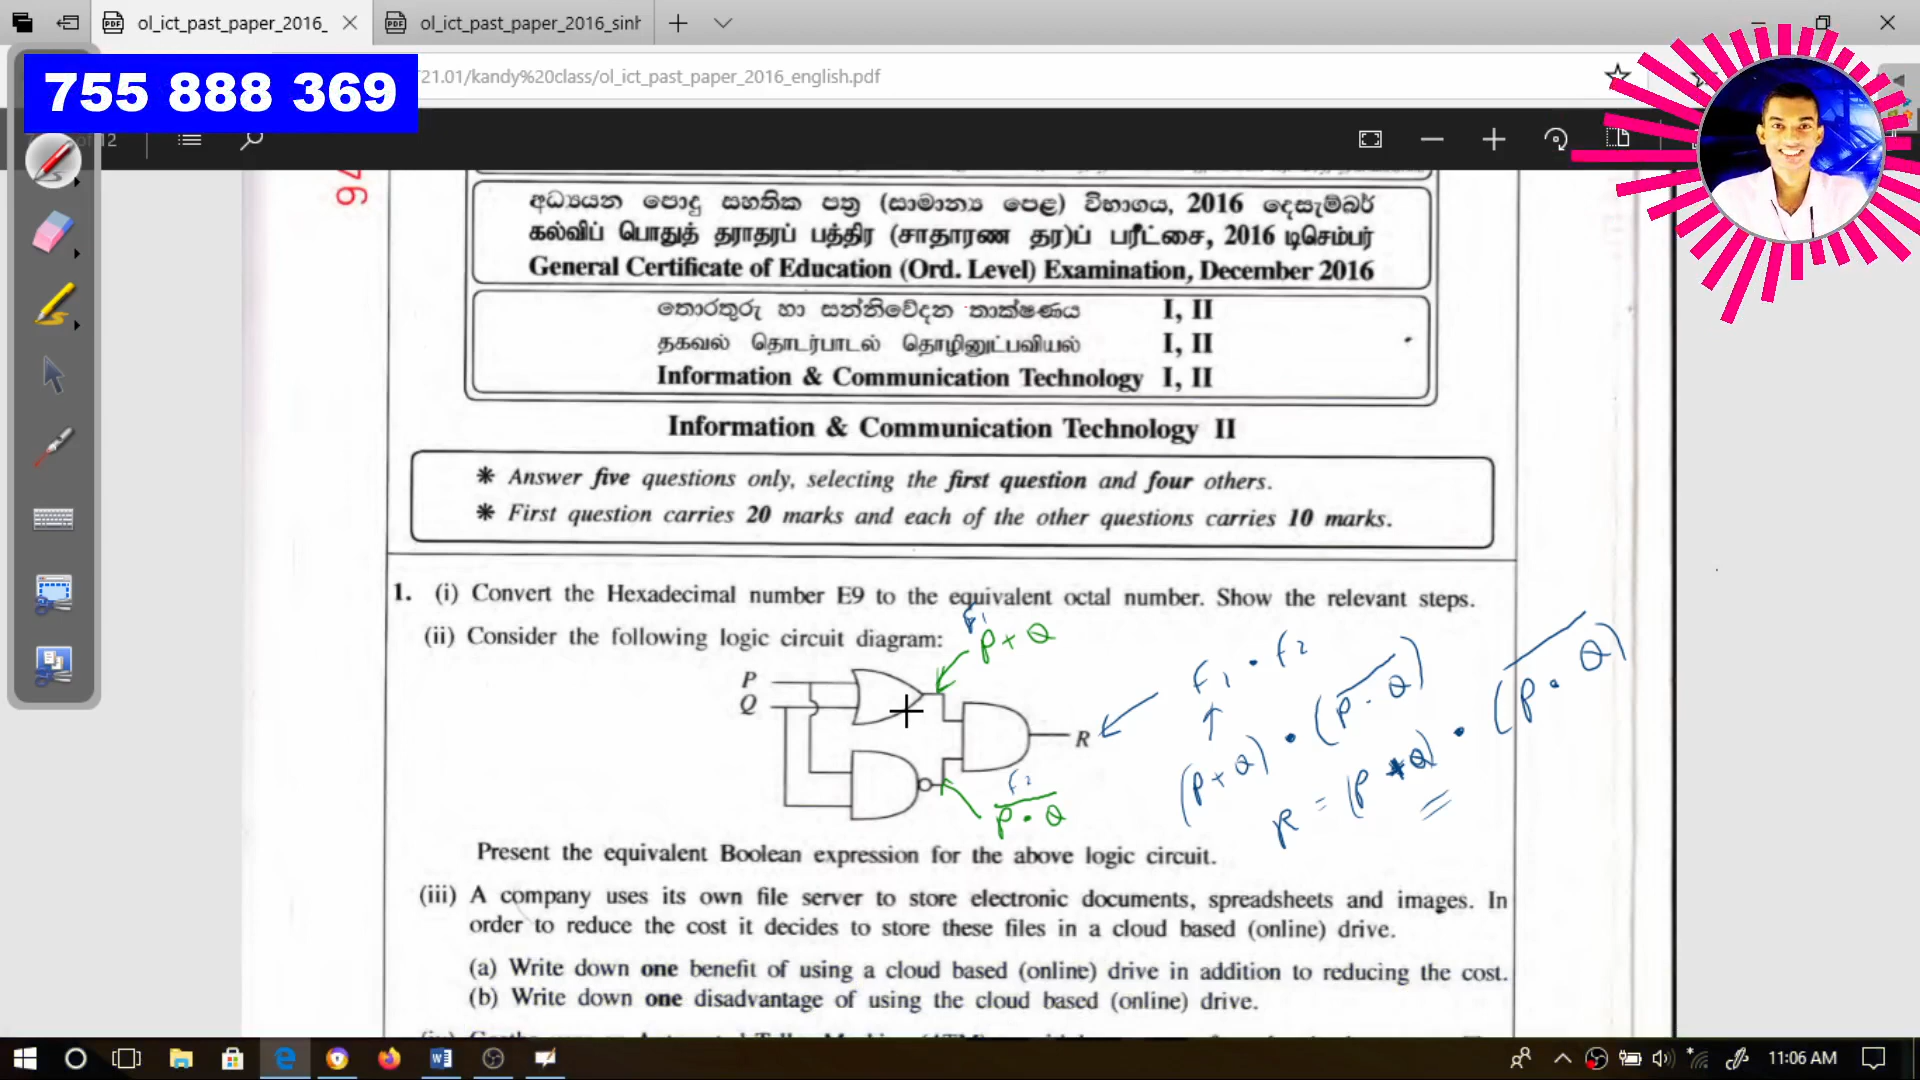 ol_ict_past_paper_2016_
ol_ict_past_paper_2016_sinh
755 888 369
21.01/kandy%20class/ol_ict_past_paper_2016_english.pdf
of 12
අධ්‍යයන පොදු සහතික පත්‍ර (සාමාන්‍ය පෙළ) විභාගය, 2016 දෙසැම්බර්
கல்விப் பொதுத் தராதரப் பத்திர (சாதாரண தர)ப் பரீட்சை, 2016 டிசெம்பர்
General Certificate of Education (Ord. Level) Examination, December 2016
තොරතුරු හා සන්නිවේදන තාක්ෂණය I, II
தகவல் தொடர்பாடல் தொழினுட்பவியல் I, II
Information & Communication Technology I, II
Information & Communication Technology II
* Answer five questions only, selecting the first question and four others.
* First question carries 20 marks and each of the other questions carries 10 marks.
1. (i) Convert the Hexadecimal number E9 to the equivalent octal number. Show the relevant steps.
(ii) Consider the following logic circuit diagram:
F1
P + Q
P
Q
R
F2
P . Q
F1 . F2
(P + Q) . (P . Q)
R = (P + Q) . (P . Q)
Present the equivalent Boolean expression for the above logic circuit.
(iii) A company uses its own file server to store electronic documents, spreadsheets and images. In
order to reduce the cost it decides to store these files in a cloud based (online) drive.
(a) Write down one benefit of using a cloud based (online) drive in addition to reducing the cost.
(b) Write down one disadvantage of using the cloud based (online) drive.
11:06 AM